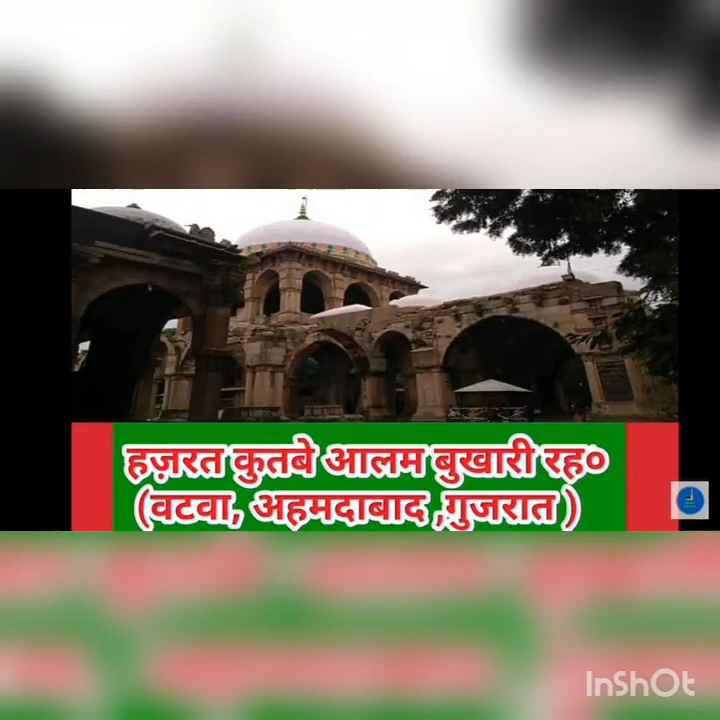 हज़रत कुतबे आलम बुखारी रह०
(वटवा, अहमदाबाद ,गुजरात )
InShOt